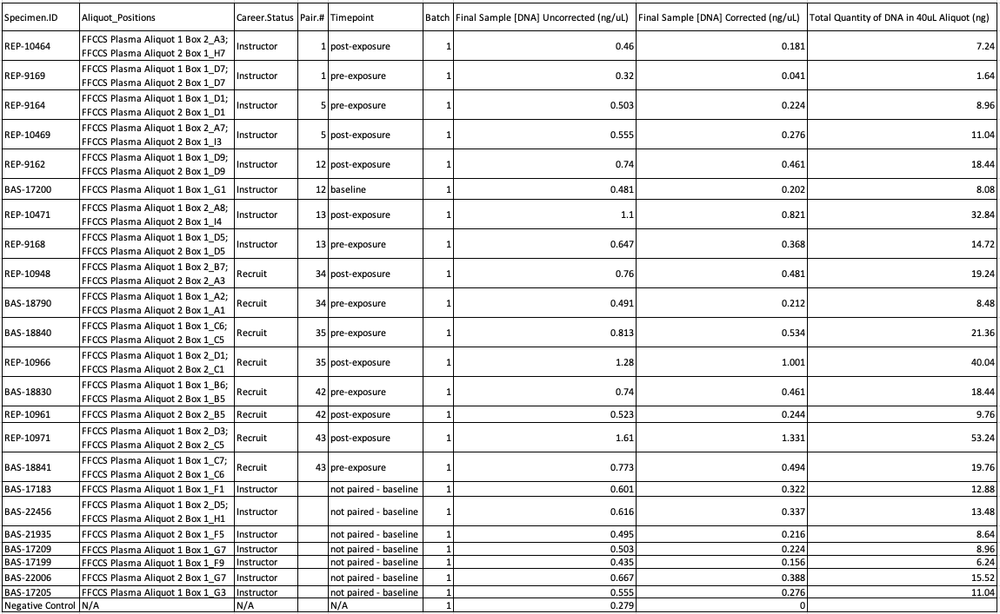 Specimen.ID Aliquot_Positions Career.Status Pair.# Timepoint Batch Final Sample [DNA] Uncorrected (ng/uL) Final Sample [DNA] Corrected (ng/uL) Total Quantity of DNA in 40uL Aliquot (ng)
REP-10464 FFCCS Plasma Aliquot 1 Box 2_A3; Instructor 1 post-exposure 1 0.46 0.181 7.24
FFCCS Plasma Aliquot 2 Box 1_H7
REP-9169 FFCCS Plasma Aliquot 1 Box 1_D7; Instructor 1 pre-exposure 1 0.32 0.041 1.64
FFCCS Plasma Aliquot 2 Box 1_D7
REP-9164 FFCCS Plasma Aliquot 1 Box 1_D1; Instructor 5 pre-exposure 1 0.503 0.224 8.96
FFCCS Plasma Aliquot 2 Box 1_D1
REP-10469 FFCCS Plasma Aliquot 1 Box 2_A7; Instructor 5 post-exposure 1 0.555 0.276 11.04
FFCCS Plasma Aliquot 2 Box 1_I3
REP-9162 FFCCS Plasma Aliquot 1 Box 1_D9; Instructor 12 post-exposure 1 0.74 0.461 18.44
FFCCS Plasma Aliquot 2 Box 1_D9
BAS-17200 FFCCS Plasma Aliquot 1 Box 1_G1 Instructor 12 baseline 1 0.481 0.202 8.08
REP-10471 FFCCS Plasma Aliquot 1 Box 2_A8; Instructor 13 post-exposure 1 1.1 0.821 32.84
FFCCS Plasma Aliquot 2 Box 1_I4
REP-9168 FFCCS Plasma Aliquot 1 Box 1_D5; Instructor 13 pre-exposure 1 0.647 0.368 14.72
FFCCS Plasma Aliquot 2 Box 1_D5
REP-10948 FFCCS Plasma Aliquot 1 Box 2_B7; Recruit 34 post-exposure 1 0.76 0.481 19.24
FFCCS Plasma Aliquot 2 Box 2_A3
BAS-18790 FFCCS Plasma Aliquot 1 Box 1_A2; Recruit 34 pre-exposure 1 0.491 0.212 8.48
FFCCS Plasma Aliquot 2 Box 1_A1
BAS-18840 FFCCS Plasma Aliquot 1 Box 1_C6; Recruit 35 pre-exposure 1 0.813 0.534 21.36
FFCCS Plasma Aliquot 2 Box 1_C5
REP-10966 FFCCS Plasma Aliquot 1 Box 2_D1; Recruit 35 post-exposure 1 1.28 1.001 40.04
FFCCS Plasma Aliquot 2 Box 2_C1
BAS-18830 FFCCS Plasma Aliquot 1 Box 1_B6; Recruit 42 pre-exposure 1 0.74 0.461 18.44
FFCCS Plasma Aliquot 2 Box 1_B5
REP-10961 FFCCS Plasma Aliquot 2 Box 2_B5 Recruit 42 post-exposure 1 0.523 0.244 9.76
REP-10971 FFCCS Plasma Aliquot 1 Box 2_D3; Recruit 43 post-exposure 1 1.61 1.331 53.24
FFCCS Plasma Aliquot 2 Box 2_C5
BAS-18841 FFCCS Plasma Aliquot 1 Box 1_C7; Recruit 43 pre-exposure 1 0.773 0.494 19.76
FFCCS Plasma Aliquot 2 Box 1_C6
BAS-17183 FFCCS Plasma Aliquot 1 Box 1_F1 Instructor not paired - baseline 1 0.601 0.322 12.88
BAS-22456 FFCCS Plasma Aliquot 1 Box 2_D5; Instructor not paired - baseline 1 0.616 0.337 13.48
FFCCS Plasma Aliquot 2 Box 1_H1
BAS-21935 FFCCS Plasma Aliquot 2 Box 1_F5 Instructor not paired - baseline 1 0.495 0.216 8.64
BAS-17209 FFCCS Plasma Aliquot 1 Box 1_G7 Instructor not paired - baseline 1 0.503 0.224 8.96
BAS-17199 FFCCS Plasma Aliquot 1 Box 1_F9 Instructor not paired - baseline 1 0.435 0.156 6.24
BAS-22006 FFCCS Plasma Aliquot 2 Box 1_G7 Instructor not paired - baseline 1 0.667 0.388 15.52
BAS-17205 FFCCS Plasma Aliquot 1 Box 1_G3 Instructor not paired - baseline 1 0.555 0.276 11.04
Negative Control N/A N/A N/A 1 0.279 0